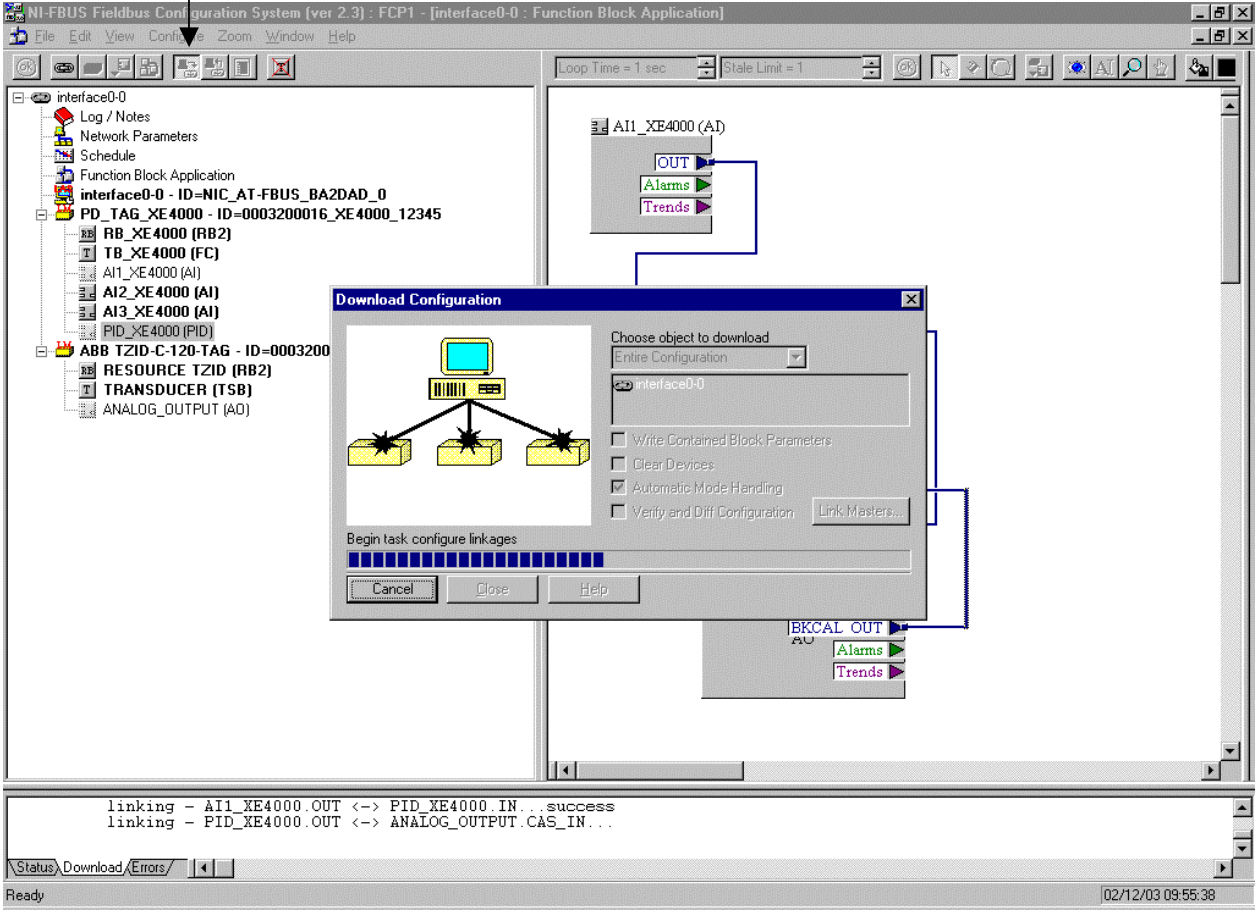 NI-FBUS Fieldbus Configuration System (ver 2.3) : FCP1 - [interface0-0 : Function Block Application]
File Edit View Configure Zoom Window Help
Loop Time = 1 sec Stale Limit = 1
interface0-0
Log / Notes
Network Parameters
Schedule
Function Block Application
interface0-0 - ID=NIC_AT-FBUS_BA2DAD_0
PD_TAG_XE4000 - ID=0003200016_XE4000_12345
RB RB_XE4000 (RB2)
T TB_XE4000 (FC)
AI1_XE4000 (AI)
AI2_XE4000 (AI)
AI3_XE4000 (AI)
PID_XE4000 (PID)
ABB TZID-C-120-TAG - ID=0003200
RB RESOURCE TZID (RB2)
T TRANSDUCER (TSB)
ANALOG_OUTPUT (AO)
AI1_XE4000 (AI)
OUT
Alarms
Trends
Download Configuration
Choose object to download
Entire Configuration
interface0-0
Write Contained Block Parameters
Clear Devices
Automatic Mode Handling
Verify and Diff Configuration
Link Masters...
Begin task configure linkages
Cancel Close Help
BKCAL OUT
AO
Alarms
Trends
linking - AI1_XE4000.OUT <-> PID_XE4000.IN...success
linking - PID_XE4000.OUT <-> ANALOG_OUTPUT.CAS_IN...
Status Download Errors
Ready
02/12/03 09:55:38